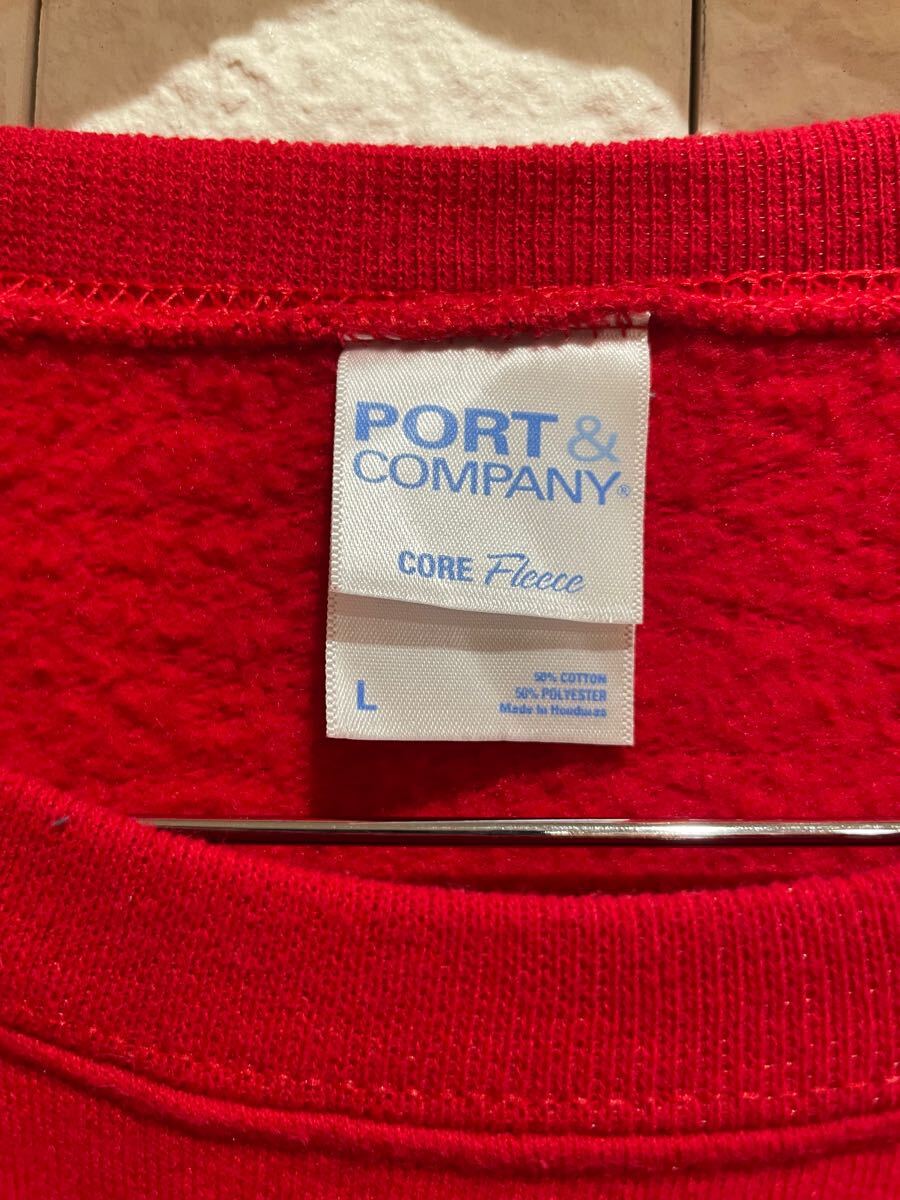 PORT &
COMPANY®
CORE Fleece
L
50% COTTON
50% POLYESTER
Made in Honduras